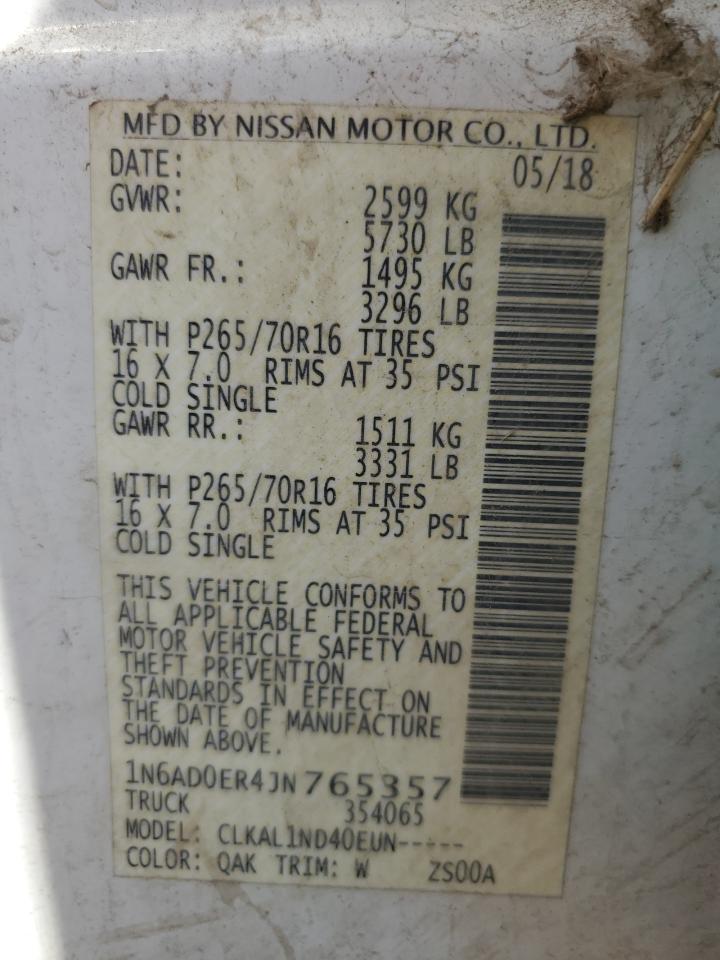 MFD BY NISSAN MOTOR CO., LTD.
DATE: 05/18
GVWR: 2599 KG
5730 LB
GAWR FR.: 1495 KG
3296 LB
WITH P265/70R16 TIRES
16 X 7.0 RIMS AT 35 PSI
COLD SINGLE
GAWR RR.: 1511 KG
3331 LB
WITH P265/70R16 TIRES
16 X 7.0 RIMS AT 35 PSI
COLD SINGLE
THIS VEHICLE CONFORMS TO
ALL APPLICABLE FEDERAL
MOTOR VEHICLE SAFETY AND
THEFT PREVENTION
STANDARDS IN EFFECT ON
THE DATE OF MANUFACTURE
SHOWN ABOVE.
1N6AD0ER4JN765357
TRUCK 354065
MODEL: CLKAL1ND40EUN-----
COLOR: QAK TRIM: W ZS00A